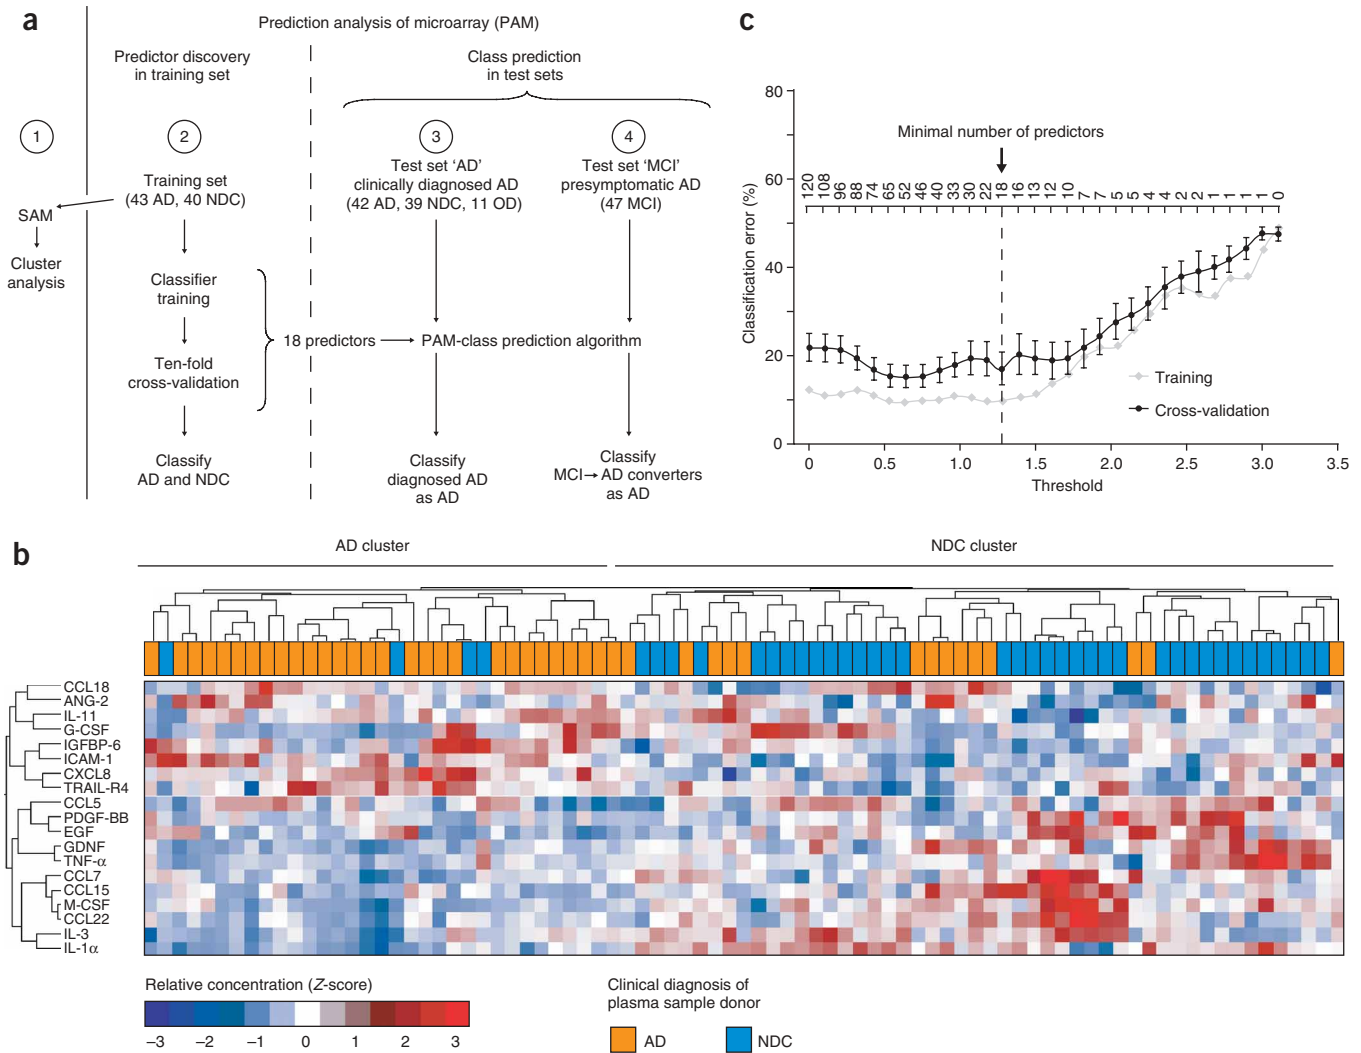 a
Prediction analysis of microarray (PAM)
Predictor discovery
in training set
Class prediction
in test sets
1
2
3
4
SAM
Cluster
analysis
Training set
(43 AD, 40 NDC)
Classifier
training
Ten-fold
cross-validation
Classify
AD and NDC
18 predictors
Test set ‘AD’
clinically diagnosed AD
(42 AD, 39 NDC, 11 OD)
Test set ‘MCI’
presymptomatic AD
(47 MCI)
PAM-class prediction algorithm
Classify
diagnosed AD
as AD
Classify
MCI→AD converters
as AD
c
Classification error (%)
80
60
40
20
0
Minimal number of predictors
120 108 96 88 74 65 52 46 40 33 30 22 18 16 13 12 10 7 7 5 5 4 4 2 2 1 1 1 1 0
Training
Cross-validation
0 0.5 1.0 1.5 2.0 2.5 3.0 3.5
Threshold
b
AD cluster
NDC cluster
CCL18
ANG-2
IL-11
G-CSF
IGFBP-6
ICAM-1
CXCL8
TRAIL-R4
CCL5
PDGF-BB
EGF
GDNF
TNF-α
CCL7
CCL15
M-CSF
CCL22
IL-3
IL-1α
Relative concentration (Z-score)
–3 –2 –1 0 1 2 3
Clinical diagnosis of
plasma sample donor
AD
NDC